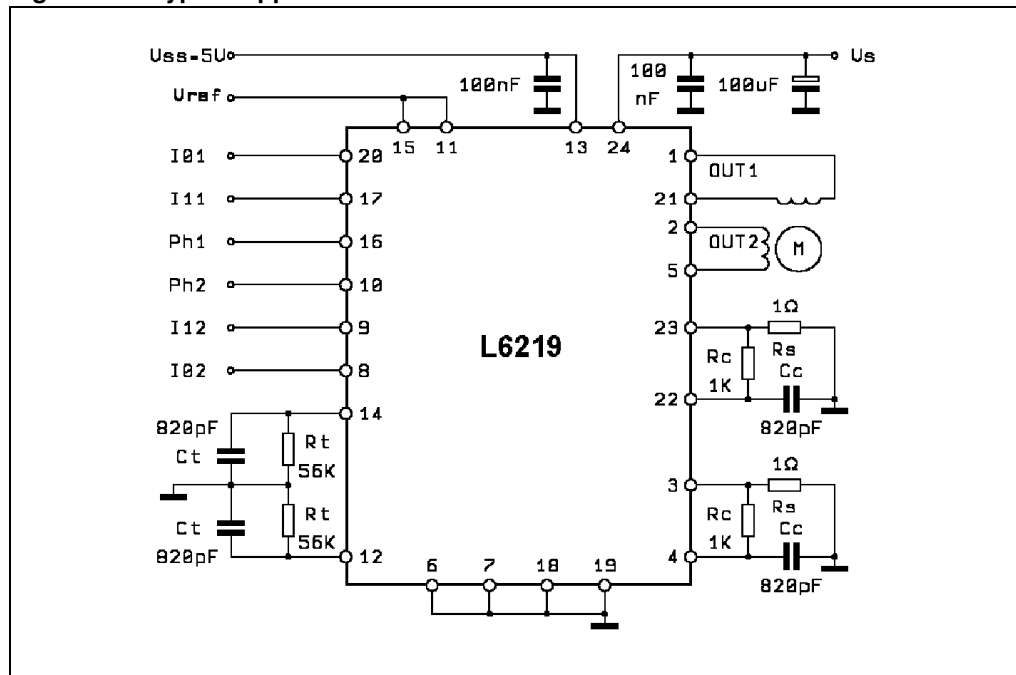 Uss-5U
Uref
100nF
100
nF
100uF
Us
15
11
13
24
I01
20
I11
17
Ph1
16
Ph2
10
I12
9
I02
8
L6219
1
OUT1
21
2
OUT2
M
5
23
1Ω
Rs
Rc
1K
Cc
22
820pF
14
820pF
Ct
Rt
56K
Ct
820pF
Rt
56K
12
3
1Ω
Rs
Rc
1K
Cc
4
820pF
6
7
18
19